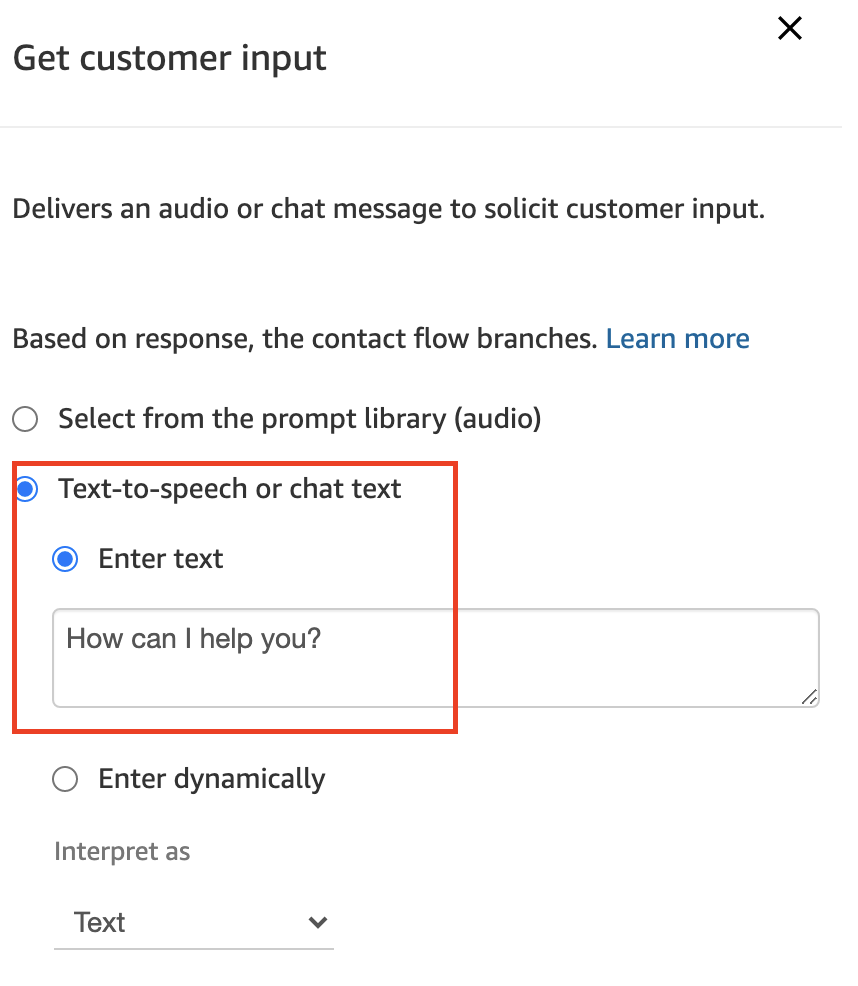 Get customer input
Delivers an audio or chat message to solicit customer input.
Based on response, the contact flow branches. Learn more
Select from the prompt library (audio)
Text-to-speech or chat text
Enter text
How can I help you?
Enter dynamically
Interpret as
Text